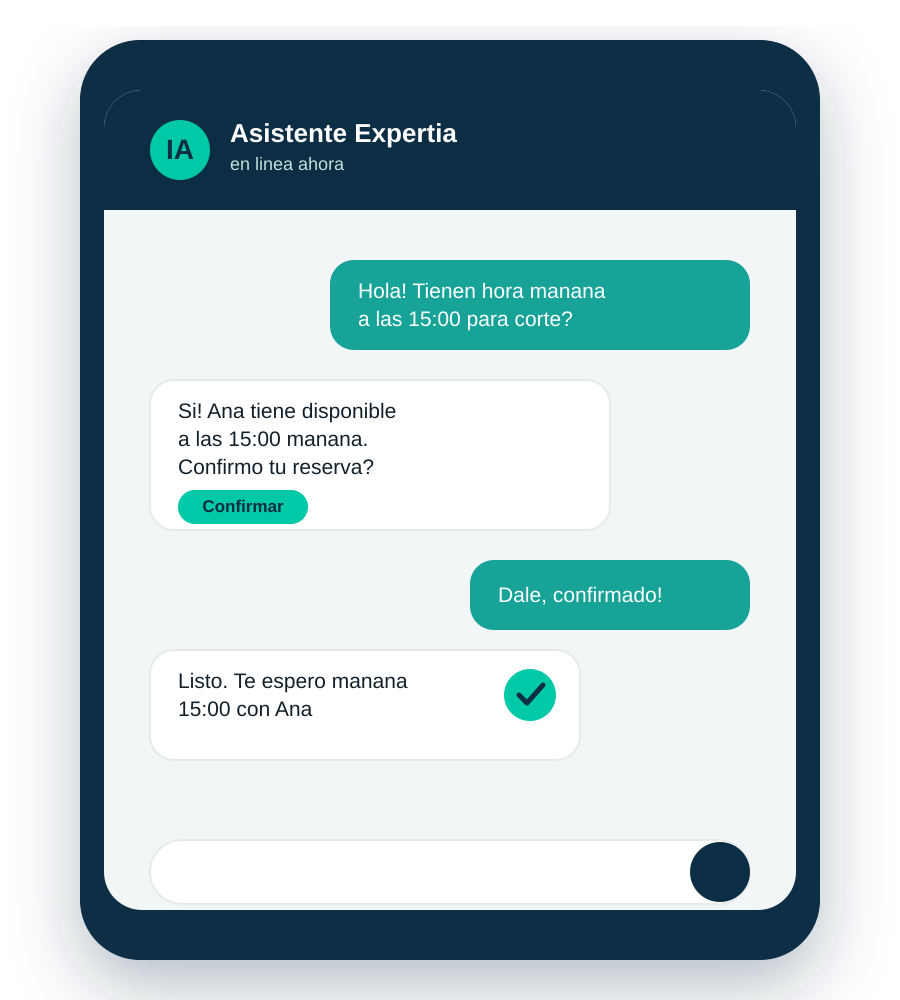 IA
Asistente Expertia
en linea ahora
Hola! Tienen hora manana
a las 15:00 para corte?
Si! Ana tiene disponible
a las 15:00 manana.
Confirmo tu reserva?
Confirmar
Dale, confirmado!
Listo. Te espero manana
15:00 con Ana